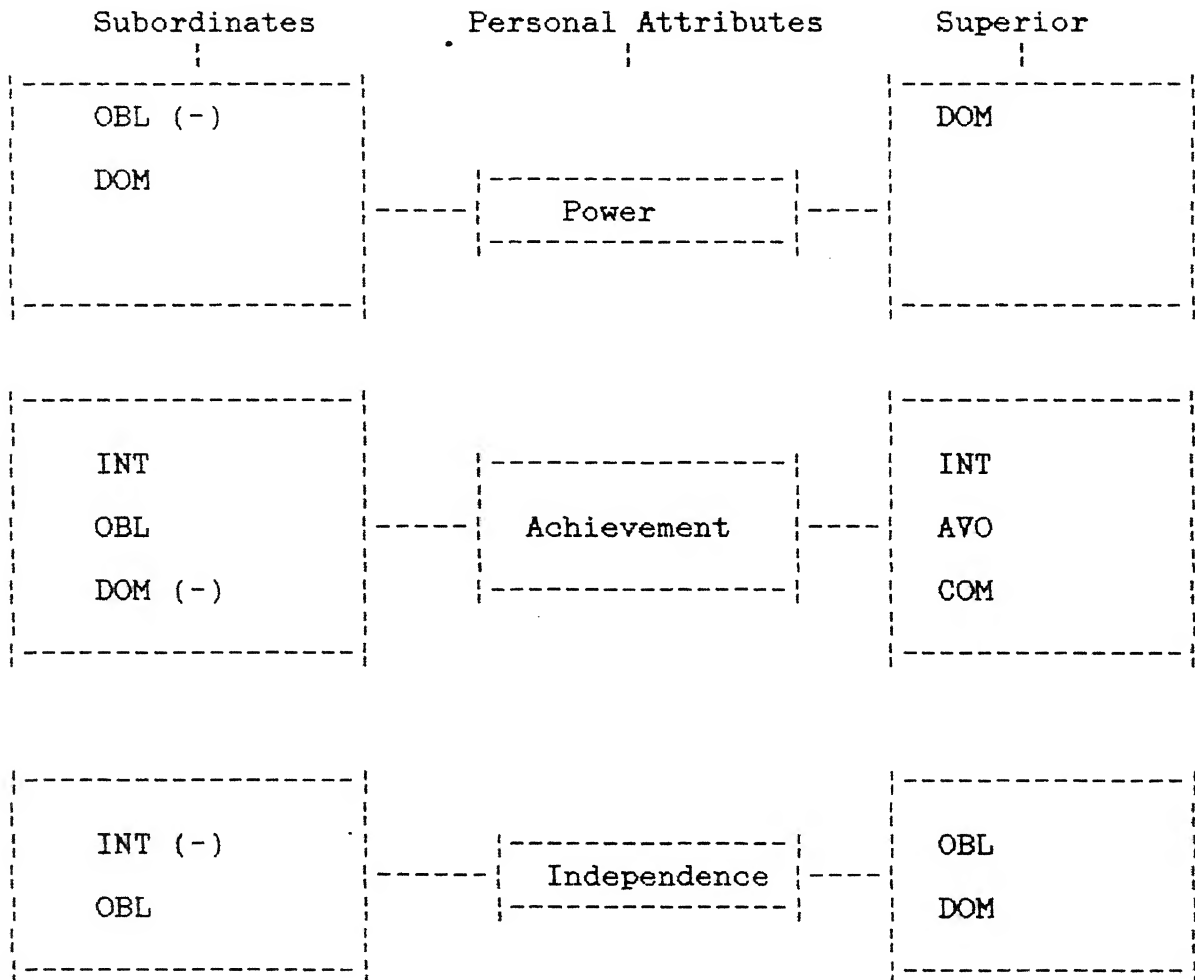 Subordinates Personal Attributes Superior
OBL (-) DOM
DOM
Power
INT INT
OBL Achievement AVO
DOM (-) COM
INT (-) OBL
Independence
OBL DOM